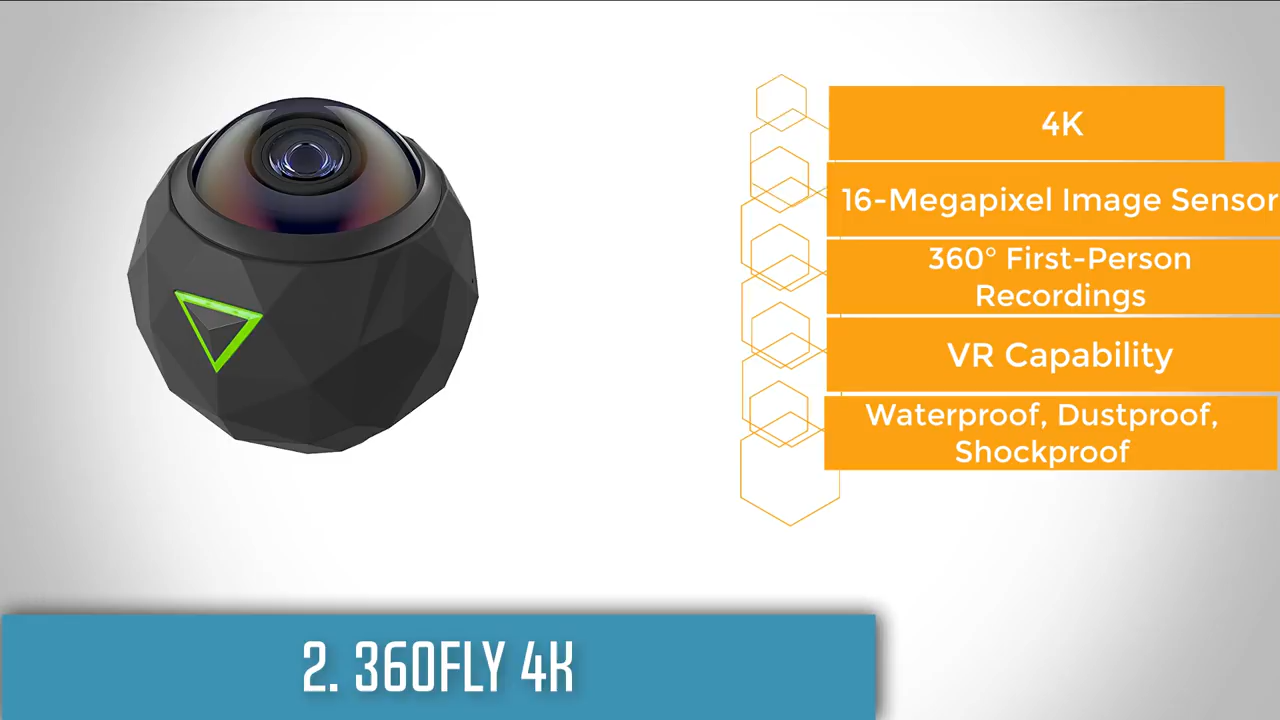 4K
16-Megapixel Image Sensor
360° First-Person
Recordings
VR Capability
Waterproof, Dustproof,
Shockproof
2. 360FLY 4K